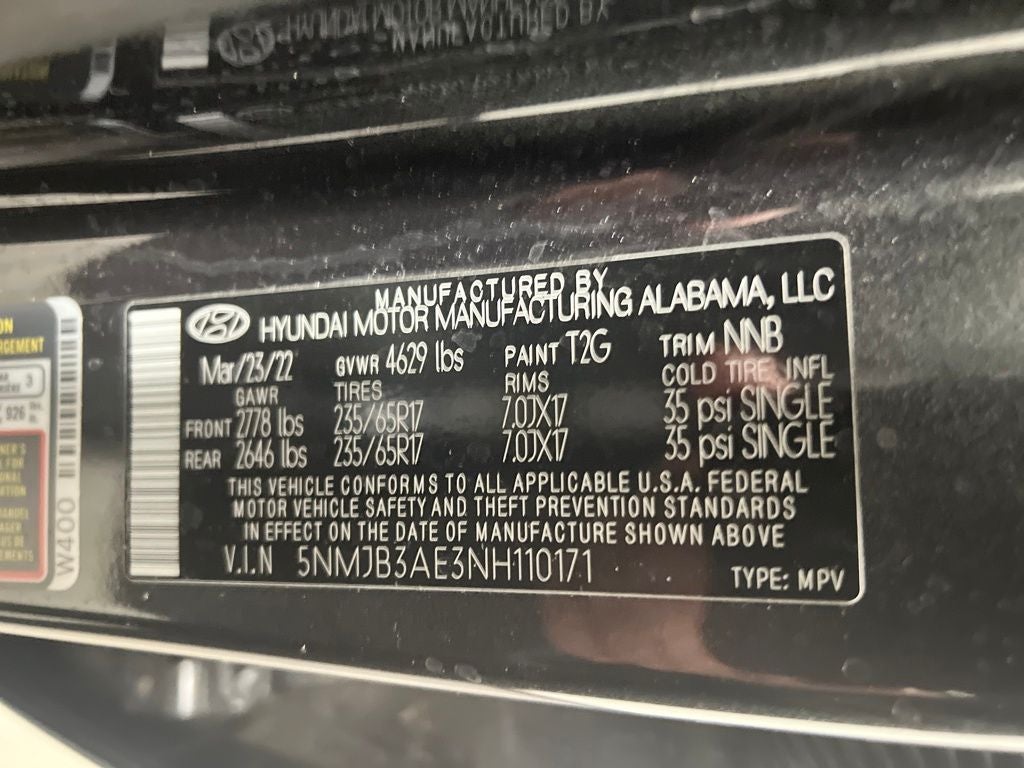 MANUFACTURED BY
HYUNDAI MOTOR MANUFACTURING ALABAMA, LLC
Mar/23/22 GVWR 4629 lbs PAINT T2G TRIM NNB
GAWR TIRES RIMS COLD TIRE INFL
FRONT 2778 lbs 235/65R17 7.0JX17 35 psi SINGLE
REAR 2646 lbs 235/65R17 7.0JX17 35 psi SINGLE
THIS VEHICLE CONFORMS TO ALL APPLICABLE U.S.A. FEDERAL
MOTOR VEHICLE SAFETY AND THEFT PREVENTION STANDARDS
IN EFFECT ON THE DATE OF MANUFACTURE SHOWN ABOVE
V.I.N 5NMJB3AE3NH110171
TYPE: MPV
3
926
W400